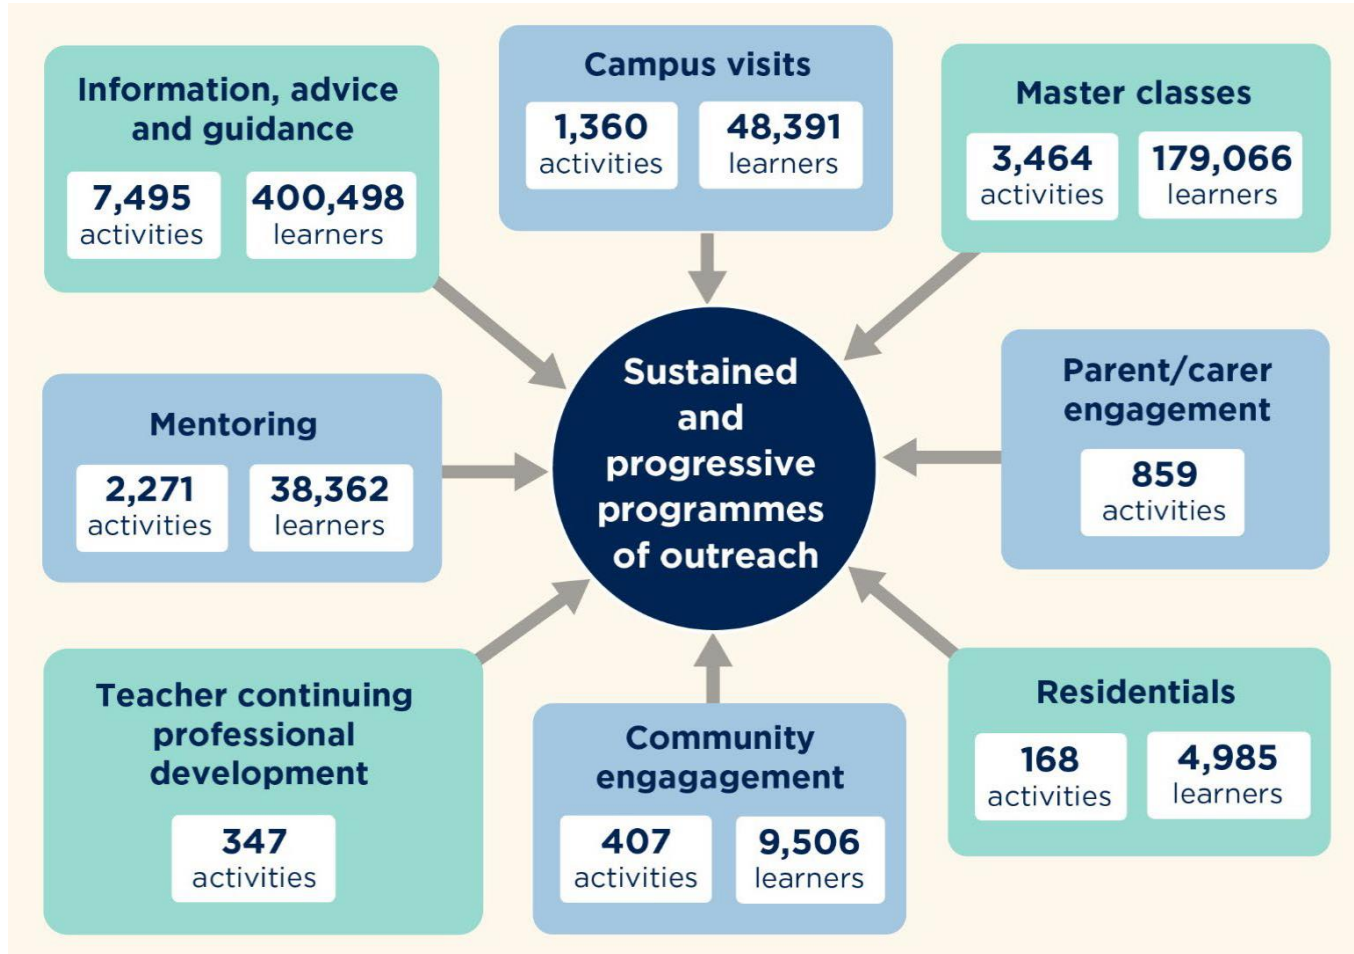 Information, advice
and guidance
7,495
activities
400,498
learners
Campus visits
1,360
activities
48,391
learners
Master classes
3,464
activities
179,066
learners
Mentoring
2,271
activities
38,362
learners
Sustained
and
progressive
programmes
of outreach
Parent/carer
engagement
859
activities
Teacher continuing
professional
development
347
activities
Community
engagagement
407
activities
9,506
learners
Residentials
168
activities
4,985
learners